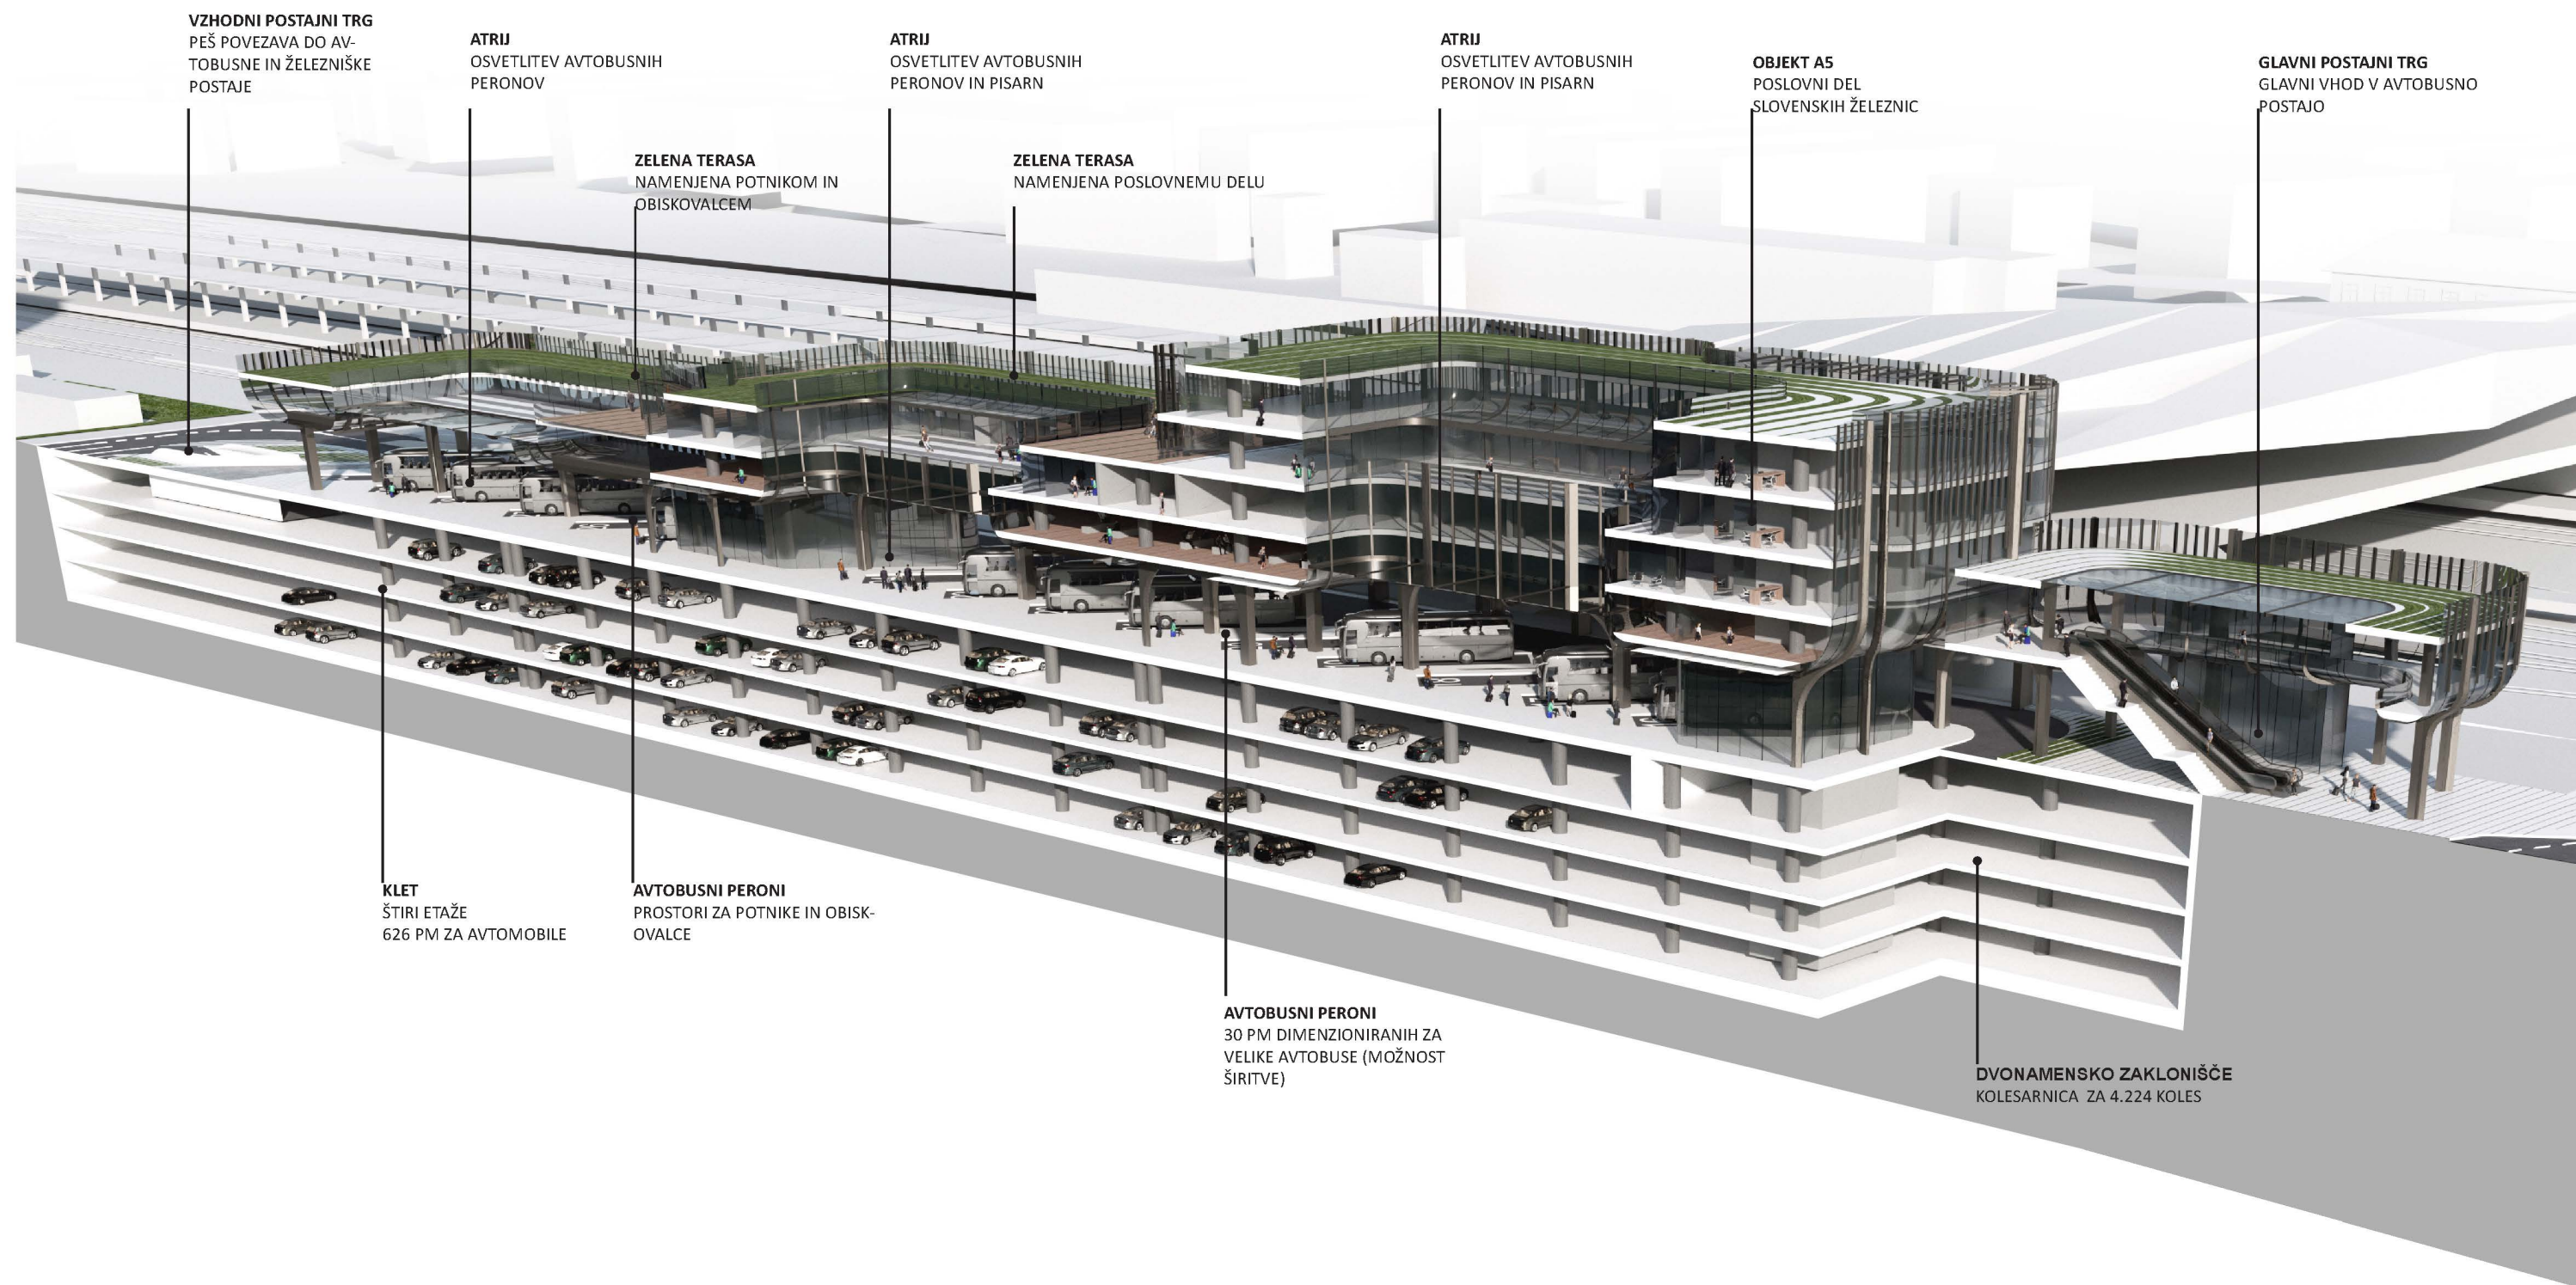 VZHODNI POSTAJNI TRG
PEŠ POVEZAVA DO AV-
TOBUSNE IN ŽELEZNIŠKE
POSTAJE
ATRIJ
OSVETLITEV AVTOBUSNIH
PERONOV
ATRIJ
OSVETLITEV AVTOBUSNIH
PERONOV IN PISARN
ATRIJ
OSVETLITEV AVTOBUSNIH
PERONOV IN PISARN
OBJEKT A5
POSLOVNI DEL
SLOVENSKIH ŽELEZNIC
GLAVNI POSTAJNI TRG
GLAVNI VHOD V AVTOBUSNO
POSTAJO
ZELENA TERASA
NAMENJENA POTNIKOM IN
OBISKOVALCEM
ZELENA TERASA
NAMENJENA POSLOVNEMU DELU
KLET
ŠTIRI ETAŽE
626 PM ZA AVTOMOBILE
AVTOBUSNI PERONI
PROSTORI ZA POTNIKE IN OBISK-
OVALCE
AVTOBUSNI PERONI
30 PM DIMENZIONIRANIH ZA
VELIKE AVTOBUSE (MOŽNOST
ŠIRITVE)
DVONAMENSKO ZAKLONIŠČE
KOLESARNICA ZA 4.224 KOLES